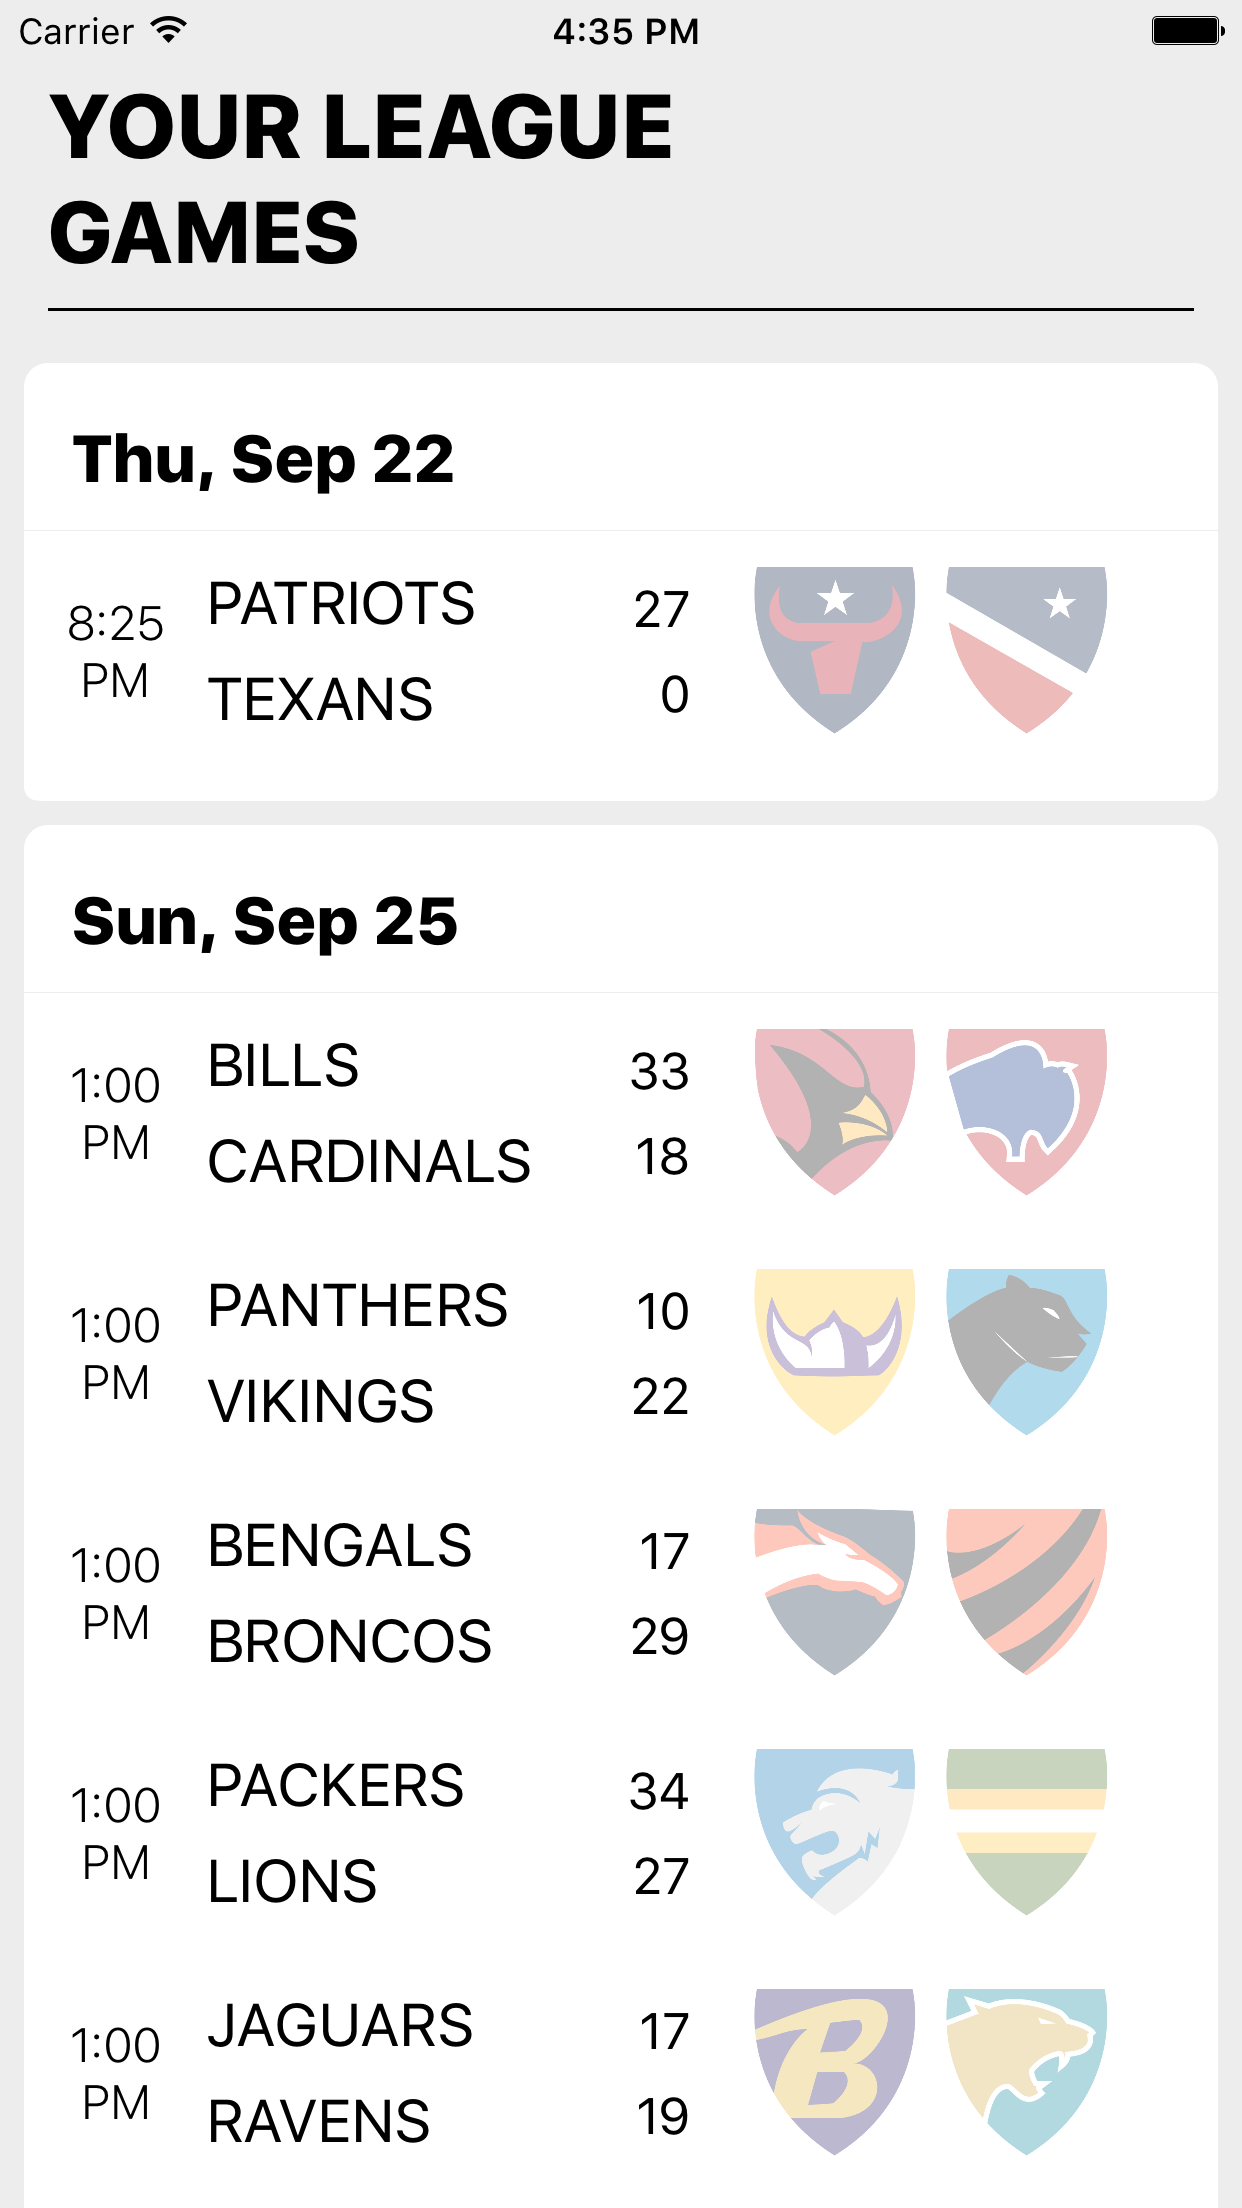 Carrier 4:35 PM
YOUR LEAGUE
GAMES
Thu, Sep 22
8:25 PM
PATRIOTS 27
TEXANS 0
Sun, Sep 25
1:00 PM
BILLS 33
CARDINALS 18
1:00 PM
PANTHERS 10
VIKINGS 22
1:00 PM
BENGALS 17
BRONCOS 29
1:00 PM
PACKERS 34
LIONS 27
1:00 PM
JAGUARS 17
RAVENS 19
B